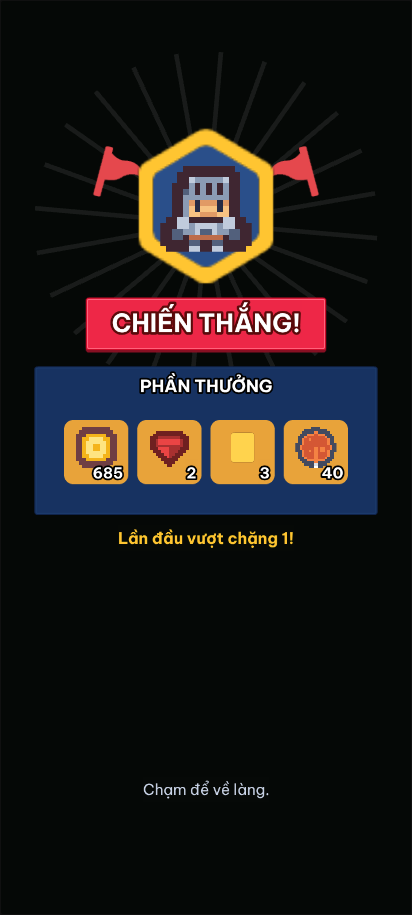 CHIẾN THẮNG!
PHẦN THƯỞNG
685 2 3 40
Lần đầu vượt chặng 1!
Chạm để về làng.